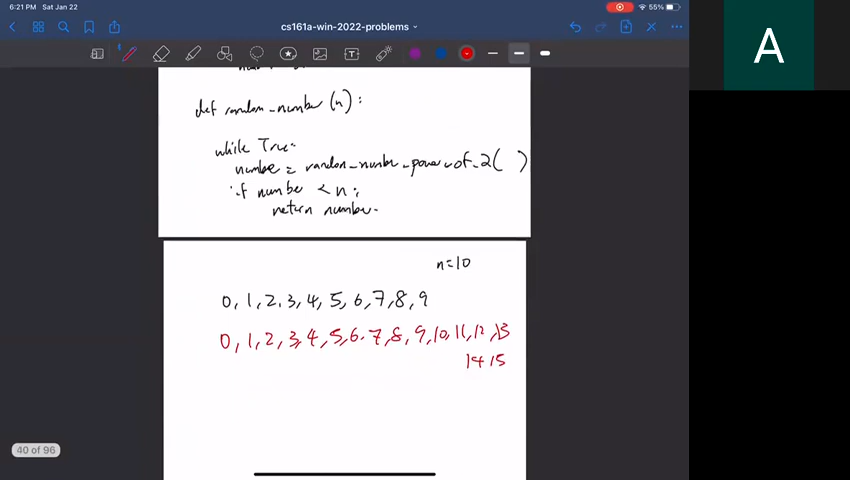 6:21 PM Sat Jan 22
55%
cs161a-win-2022-problems
def random_number (n):
while True:
number = random_number_power_of_2( )
if number < n:
return number.
n=10
0, 1, 2, 3, 4, 5, 6, 7, 8, 9
0, 1, 2, 3, 4, 5, 6, 7, 8, 9, 10, 11, 12, 13
14 15
40 of 96
A